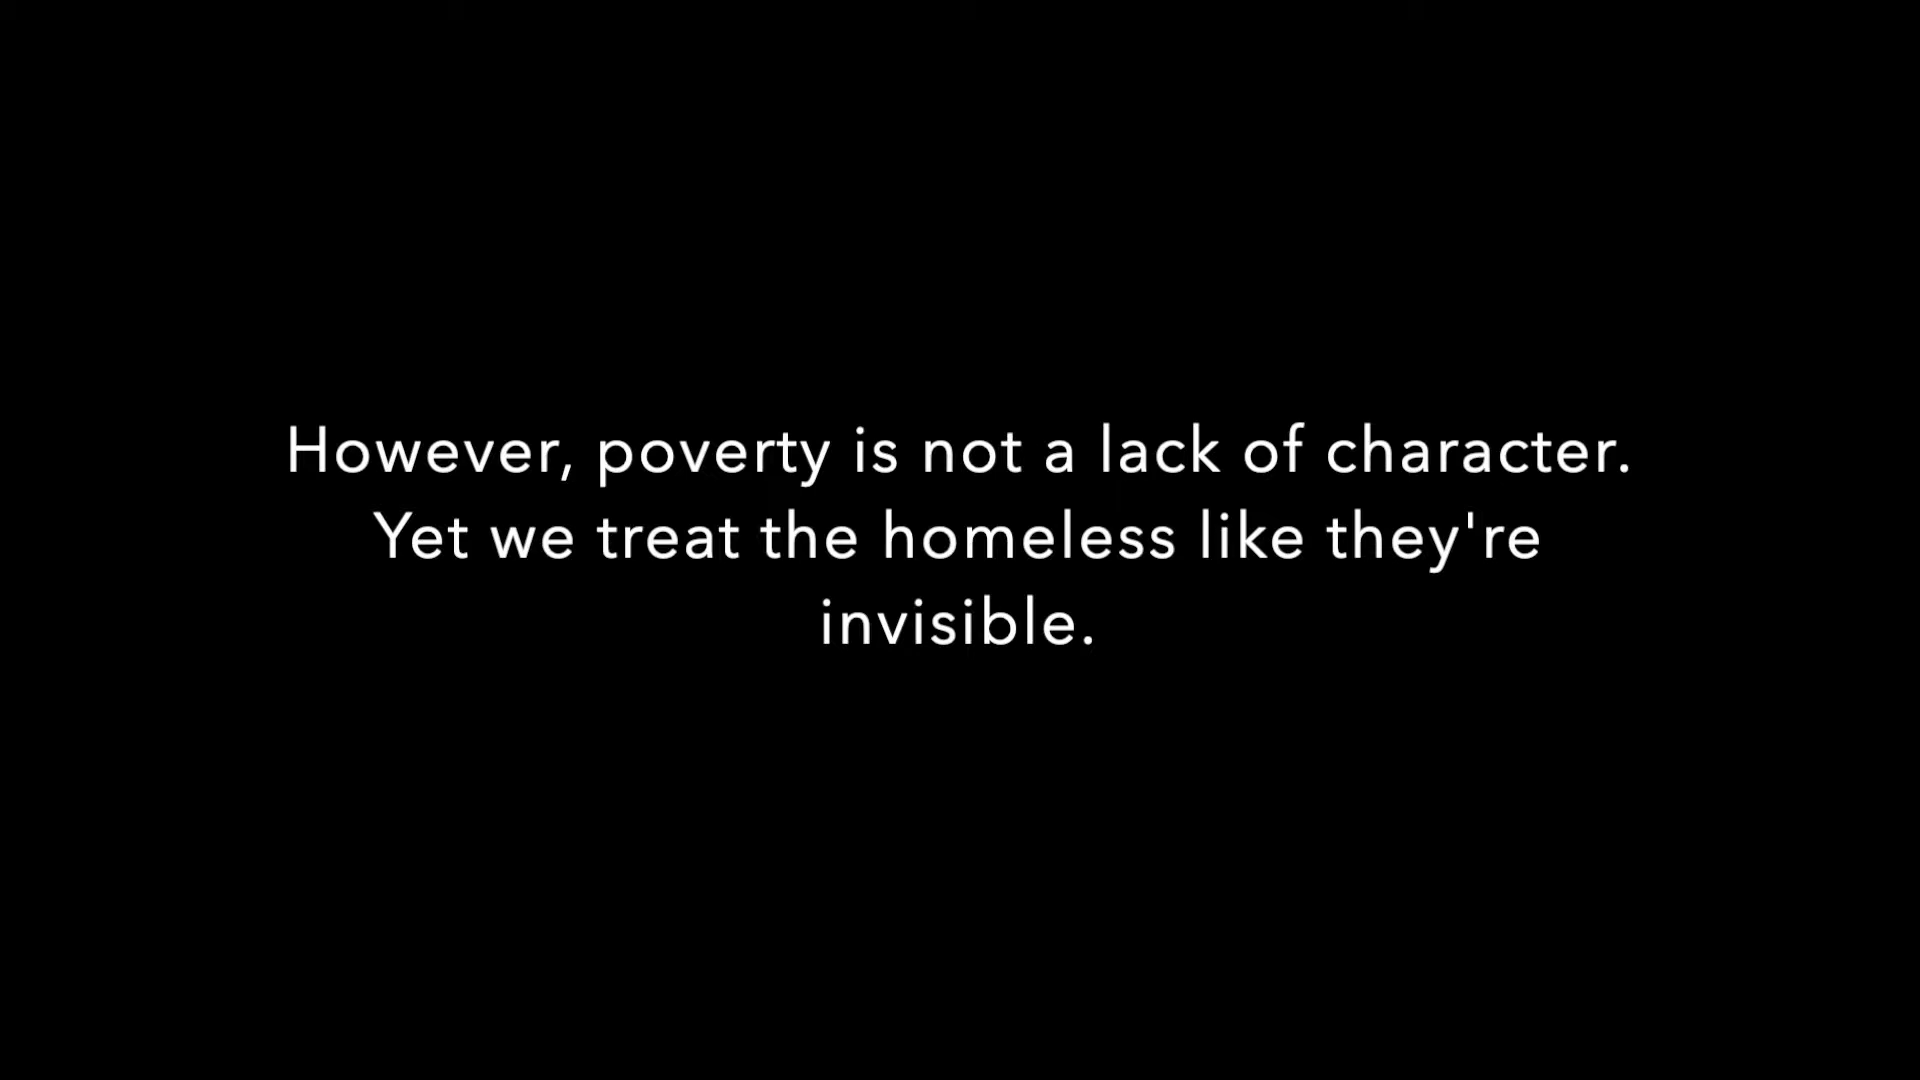 However, poverty is not a lack of character.
Yet we treat the homeless like they're
invisible.